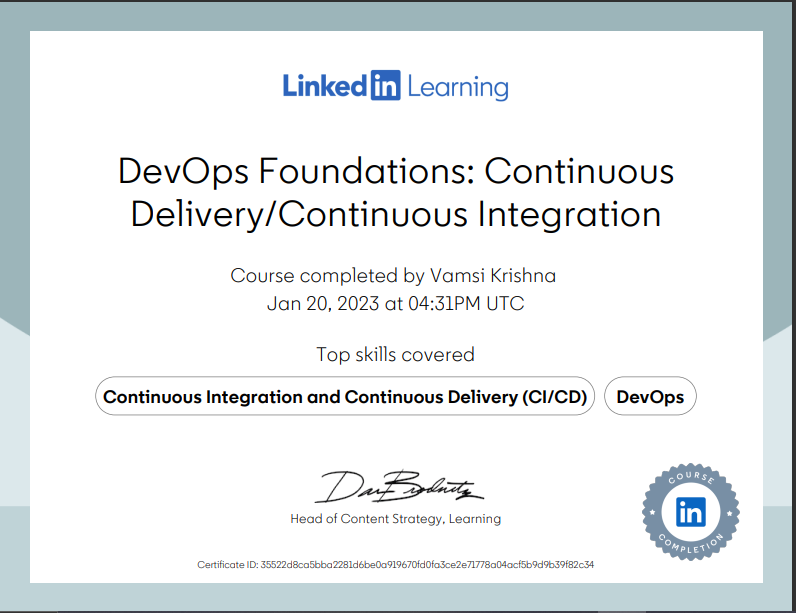 Linked in Learning
DevOps Foundations: Continuous
Delivery/Continuous Integration
Course completed by Vamsi Krishna
Jan 20, 2023 at 04:31PM UTC
Top skills covered
Continuous Integration and Continuous Delivery (CI/CD) DevOps
Head of Content Strategy, Learning
COURSE
in
COMPLETION
Certificate ID: 35522d8ca5bba2281d6be0a919670fd0fa3ce2e71778a04acf5b9d9b39f82c34